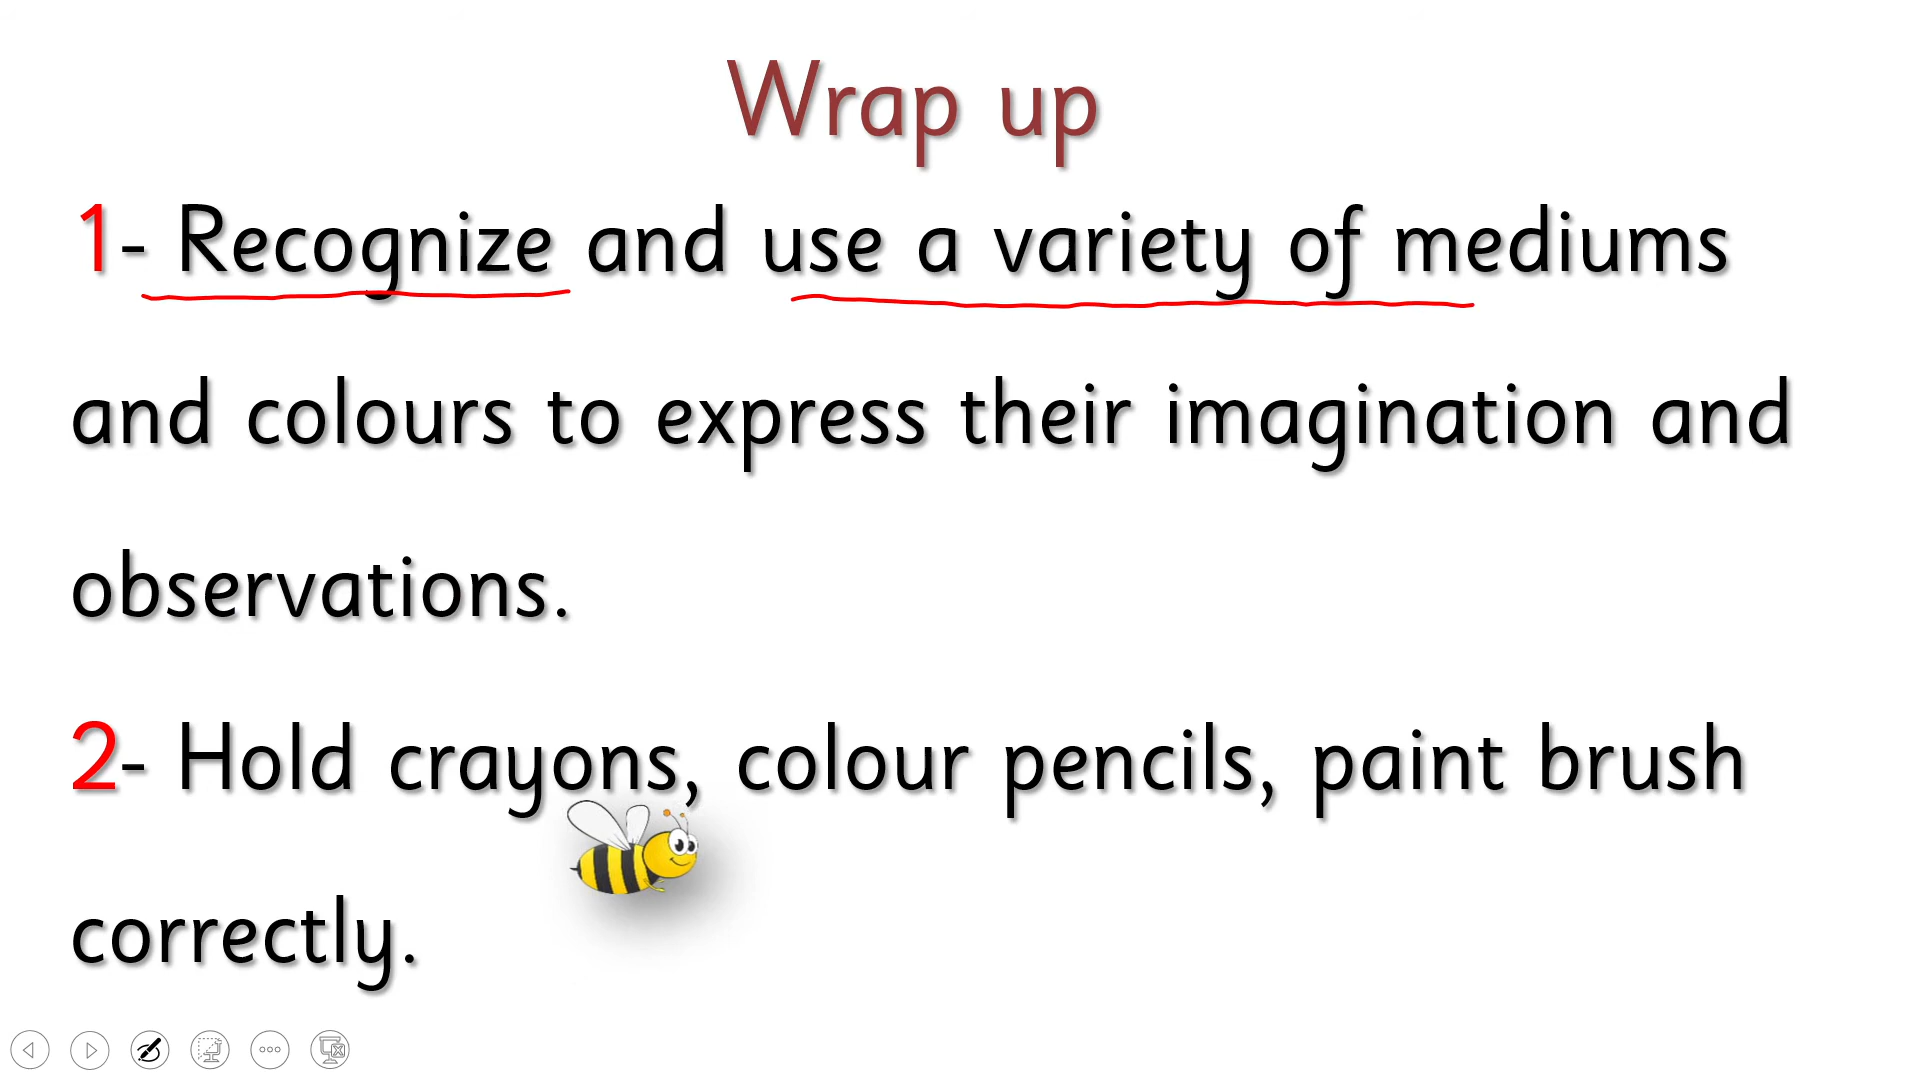 Wrap up
1- Recognize and use a variety of mediums
and colours to express their imagination and
observations.
2- Hold crayons, colour pencils, paint brush
correctly.